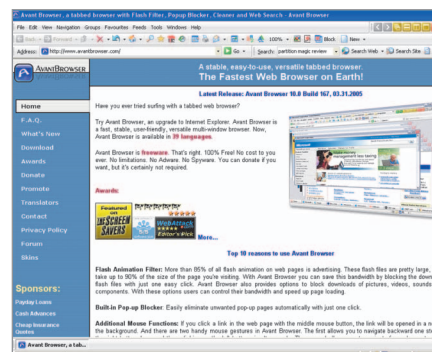 Avant Browser, a tabbed browser with Flash Filter, Popup Blocker, Cleaner and Web Search - Avant Browser
File Edit View Navigation Groups Favourites Feeds Tools Windows Help
Back Forward 100% Block New
Address: http://www.avantbrowser.com/ Go Search: partition magic review Search Web Search Site
AVANTBROWSER
A stable, easy-to-use, versatile tabbed browser.
The Fastest Web Browser on Earth!
Latest Release: Avant Browser 10.0 Build 167, 03.31.2005
Home
F.A.Q.
What's New
Download
Awards
Donate
Promote
Translators
Contact
Privacy Policy
Forum
Skins
Sponsors:
Payday Loans
Cash Advances
Cheap Insurance
Quotes
Have you ever tried surfing with a tabbed web browser?
Try Avant Browser, an upgrade to Internet Explorer. Avant Browser is
a fast, stable, user-friendly, versatile multi-window browser. Now,
Avant Browser is available in 39 languages.
Avant Browser is freeware. That's right. 100% Free! No cost to you
ever. No limitations. No Adware. No Spyware. You can donate if you
want, but it's certainly not required.
Awards:
Featured
on
THE SCREEN
SAVERS
WebAttack
Editor's Pick
More...
Top 10 reasons to use Avant Browser
Flash Animation Filter: More than 85% of all flash animation on web pages is advertising. These flash files are pretty large,
take up to 90% of the size of the page you're visiting. With Avant Browser you can save this bandwidth by blocking the down
flash files with just one easy click. Avant Browser also provides options to block downloads of pictures, videos, sounds
components. With these options users can control their bandwidth and speed up page loading.
Built-in Pop-up Blocker: Easily eliminate unwanted pop-up pages automatically with just one click.
Additional Mouse Functions: If you click a link in the web page with the middle mouse button, the link will be opened in a n
the background. And there are two handy mouse gestures in Avant Browser. The first allows you to navigate backward one st
Avant Browser, a tab...